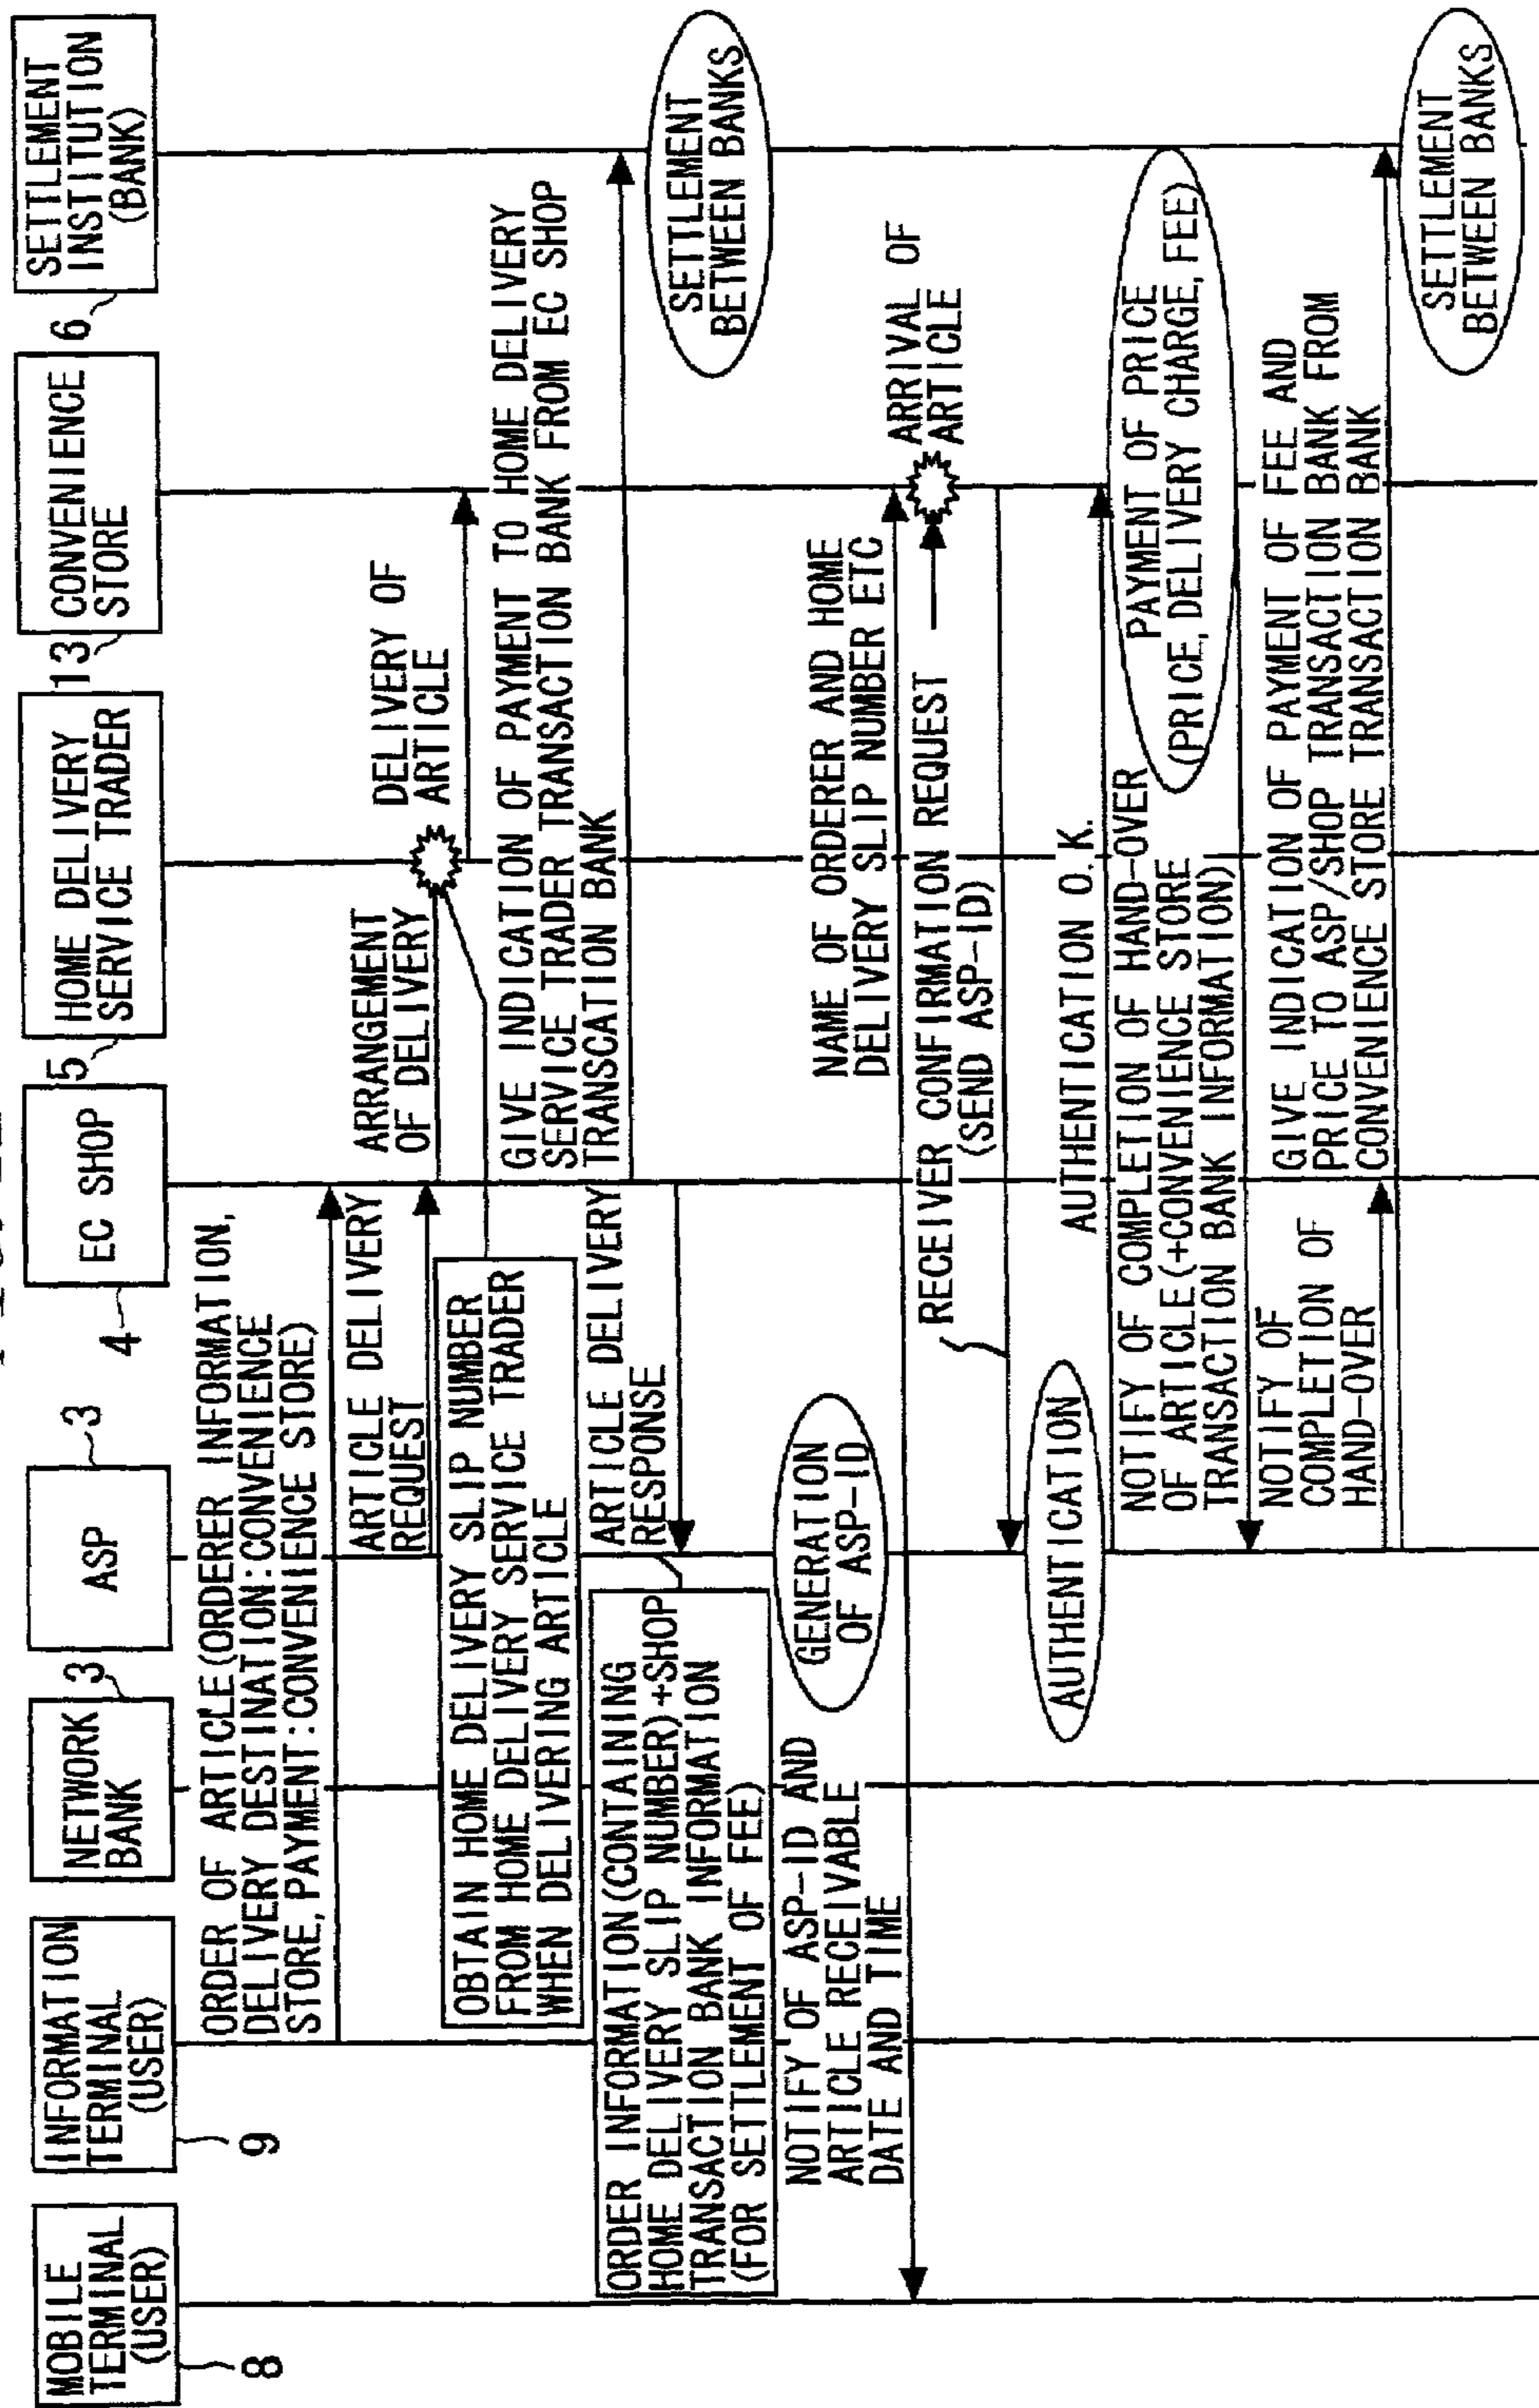 MOBILE
TERMINAL
(USER)
8
INFORMATION
TERMINAL
(USER)
9
NETWORK
BANK
3
ASP
3
EC SHOP
4
HOME DELIVERY
SERVICE TRADER
5
CONVENIENCE
STORE
13
SETTLEMENT
INSTITUTION
(BANK)
6
ORDER OF ARTICLE(ORDERER INFORMATION,
DELIVERY DESTINATION:CONVENIENCE
STORE,PAYMENT:CONVENIENCE STORE)
ARTICLE DELIVERY
REQUEST
ARRANGEMENT
OF DELIVERY
DELIVERY OF
ARTICLE
OBTAIN HOME DELIVERY SLIP NUMBER
FROM HOME DELIVERY SERVICE TRADER
WHEN DELIVERING ARTICLE
GIVE INDICATION OF PAYMENT TO HOME DELIVERY
SERVICE TRADER TRANSACTION BANK FROM EC SHOP
TRANSCATION BANK
SETTLEMENT
BETWEEN BANKS
ARTICLE DELIVERY
RESPONSE
ORDER INFORMATION(CONTAINING
HOME DELIVERY SLIP NUMBER)+SHOP
TRANSACTION BANK INFORMATION
(FOR SETTLEMENT OF FEE)
GENERATION
OF ASP-ID
NOTIFY OF ASP-ID AND
ARTICLE RECEIVABLE
DATE AND TIME
NAME OF ORDERER AND HOME
DELIVERY SLIP NUMBER ETC
ARRIVAL OF
ARTICLE
RECEIVER CONFIRMATION REQUEST
(SEND ASP-ID)
AUTHENTICATION
AUTHENTICATION O.K.
PAYMENT OF PRICE
(PRICE,DELIVERY CHARGE,FEE)
NOTIFY OF COMPLETION OF HAND-OVER
OF ARTICLE(+CONVENIENCE STORE
TRANSACTION BANK INFORMATION)
NOTIFY OF
COMPLETION OF
HAND-OVER
GIVE INDICATION OF PAYMENT OF FEE AND
PRICE TO ASP/SHOP TRANSACTION BANK FROM
CONVENIENCE STORE TRANSACTION BANK
SETTLEMENT
BETWEEN BANKS